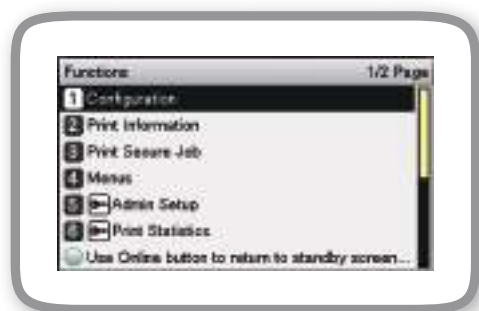 Functions 1/2 Page
1 Configuration
2 Print Information
3 Print Secure Job
4 Menus
5 Admin Setup
6 Print Statistics
Use Online button to return to standby screen...